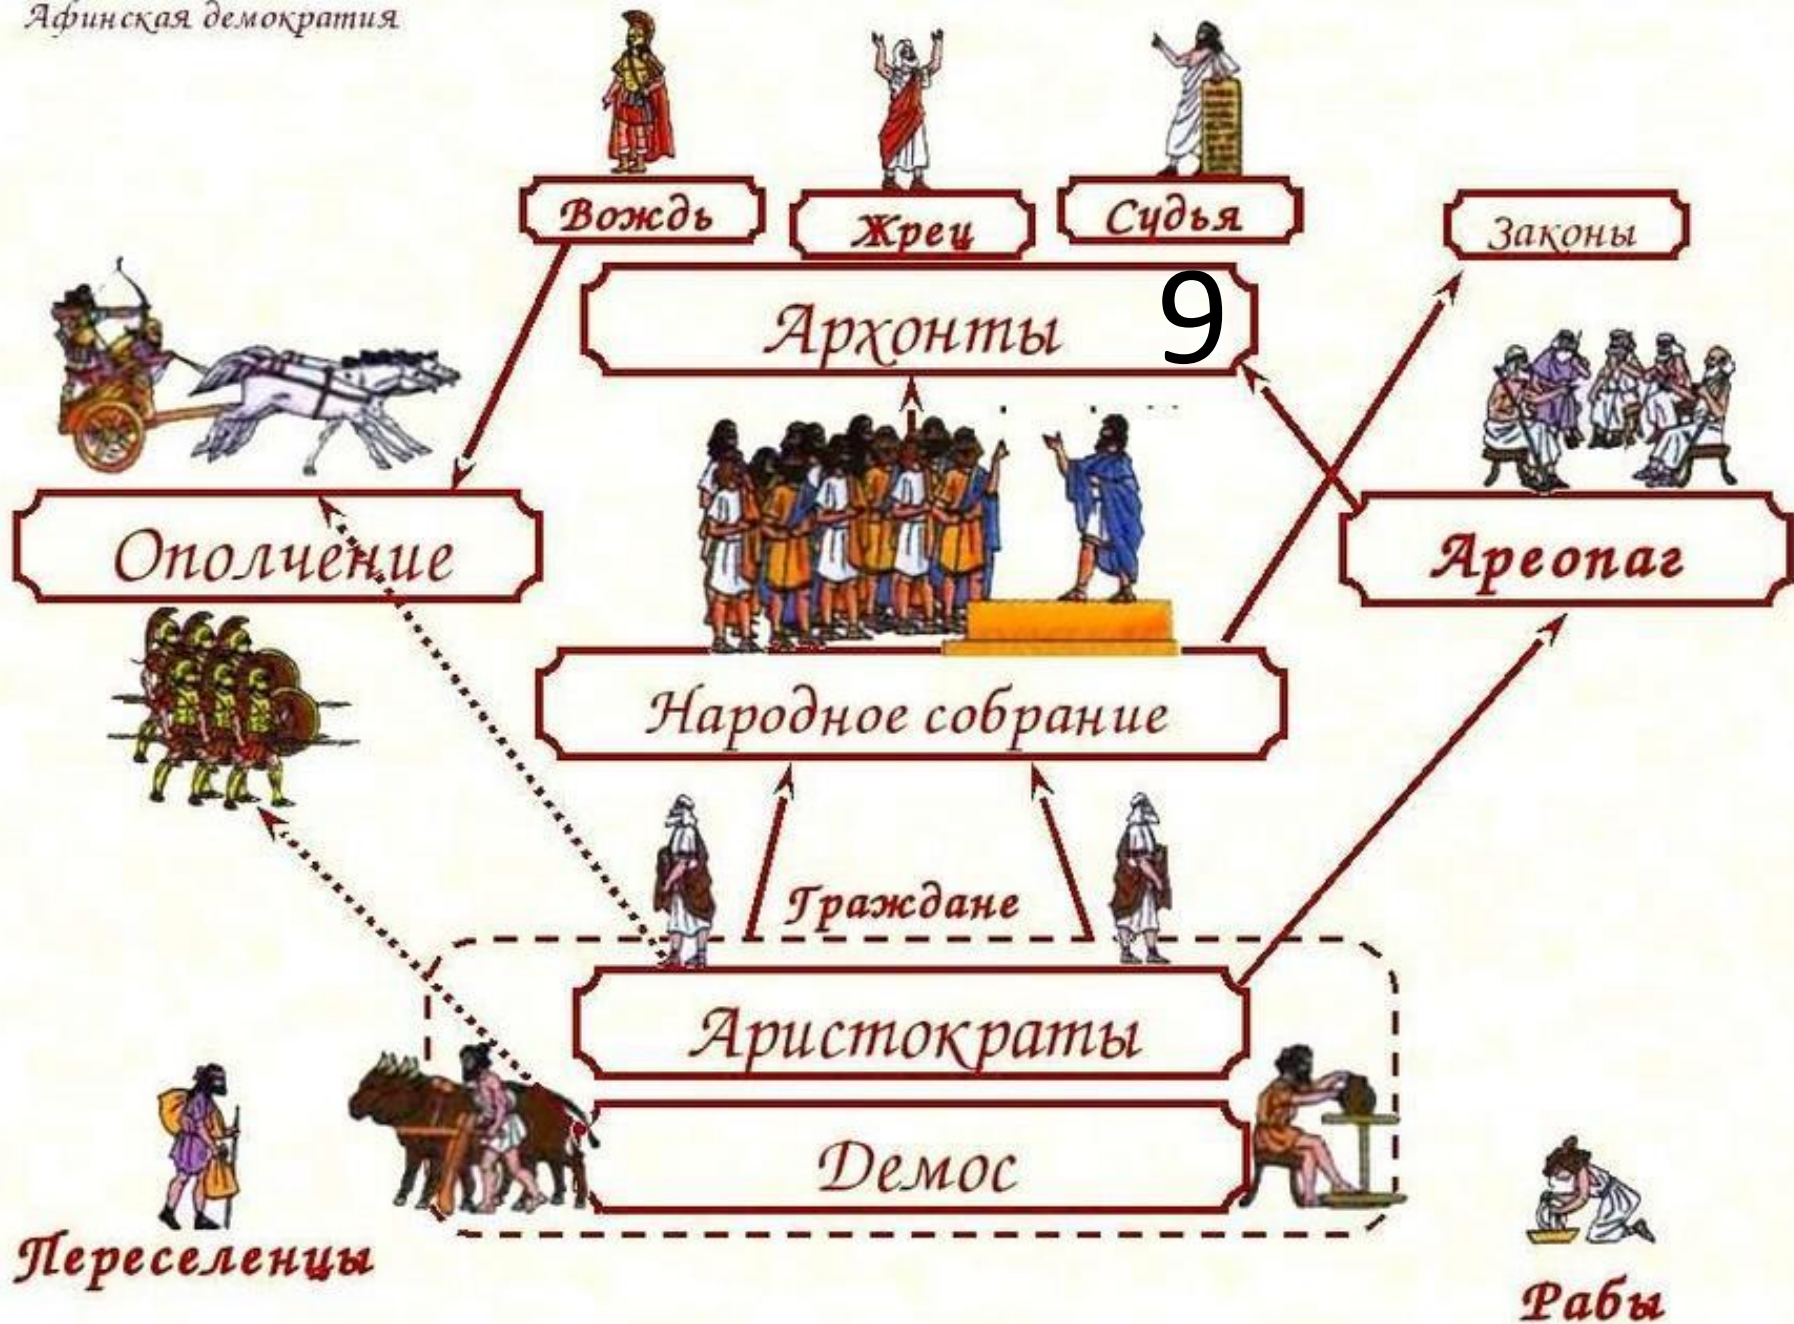 Афинская демократия
Вождь
Жрец
Судья
Законы
Архонты 9
Ополчение
Ареопаг
Народное собрание
Граждане
Аристократы
Демос
Переселенцы
Рабы